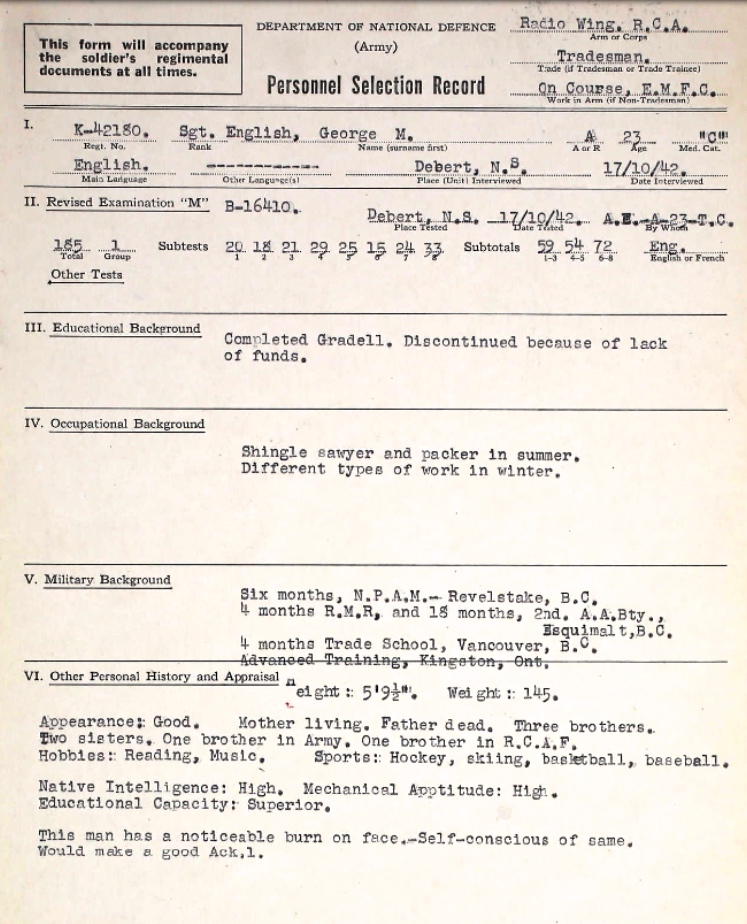 This form will accompany
the soldier's regimental
documents at all times.
DEPARTMENT OF NATIONAL DEFENCE
(Army)
Personnel Selection Record
Radio Wing, R.C.A.
Arm or Corps
Tradesman.
Trade (if Tradesman or Trade Trainee)
On Course, E.M.F.C.
Work in Arm (if Non-Tradesman)
I. K-42180. Sgt. English, George M. A 23 "C"
Regt. No. Rank Name (surname first) A or R Age Med. Cat.
English. ----------- Debert, N.S. 17/10/42.
Main Language Other Language(s) Place (Unit) Interviewed Date Interviewed
II. Revised Examination "M" B-16410. Debert, N.S. 17/10/42. A.E.-A-23-T.C.
Place Tested Date Tested By Whom
185 1 Subtests 20 18 21 29 25 15 24 33 Subtotals 59 54 72 Eng.
Total Group 1 2 3 4 5 6 7 8 1-3 4-5 6-8 English or French
Other Tests
III. Educational Background
Completed Grade11. Discontinued because of lack
of funds.
IV. Occupational Background
Shingle sawyer and packer in summer.
Different types of work in winter.
V. Military Background
Six months, N.P.A.M.- Revelstake, B.C.
4 months R.M.R, and 18 months, 2nd. A.A.Bty.,
Esquimalt,B.C.
4 months Trade School, Vancouver, B.C.
Advanced Training, Kingston, Ont.
VI. Other Personal History and Appraisal
Height: 5'9½". Weight: 145.
Appearance: Good. Mother living. Father dead. Three brothers.
Two sisters. One brother in Army. One brother in R.C.A.F.
Hobbies: Reading, Music. Sports: Hockey, skiing, basketball, baseball.
Native Intelligence: High. Mechanical Apptitude: High.
Educational Capacity: Superior.
This man has a noticeable burn on face.-Self-conscious of same.
Would make a good Ack,1.